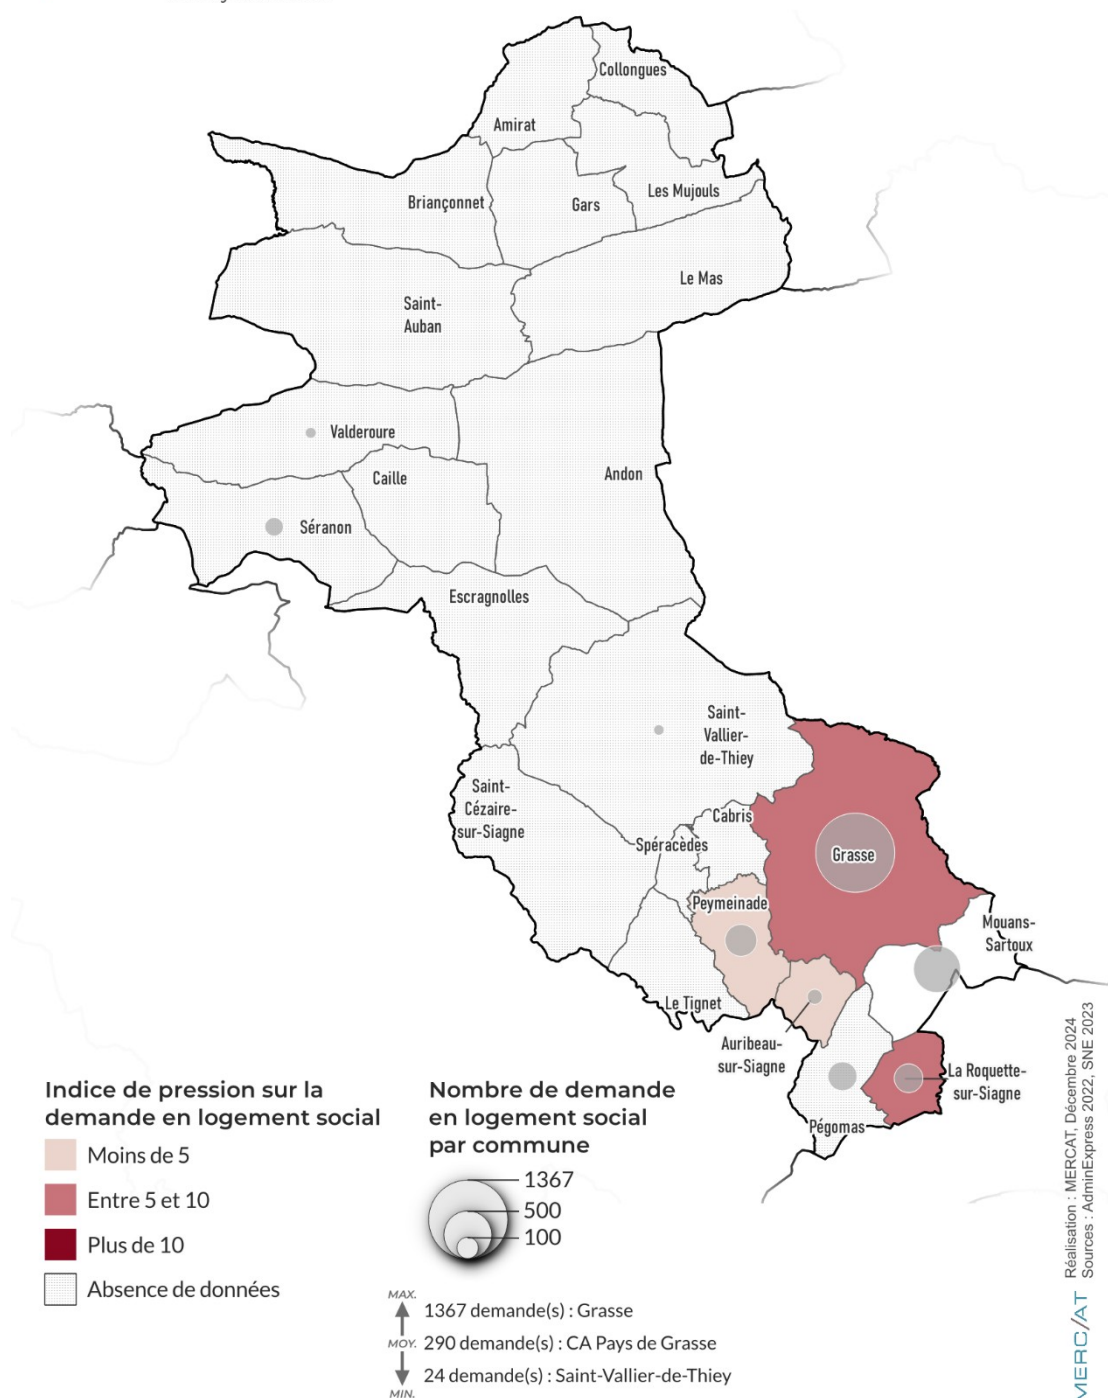 Collongues
Amirat
Briançonnet
Gars
Les Mujouls
Le Mas
Saint-
Auban
Valderoure
Caille
Andon
Séranon
Escragnolles
Saint-
Vallier-
de-Thiey
Saint-
Cézaire-
sur-Siagne
Cabris
Spéracèdes
Grasse
Peymeinade
Mouans-
Sartoux
Le Tignet
Auribeau-
sur-Siagne
La Roquette-
sur-Siagne
Pégomas
Indice de pression sur la
demande en logement social
Moins de 5
Entre 5 et 10
Plus de 10
Absence de données
Nombre de demande
en logement social
par commune
1367
500
100
MAX.
1367 demande(s) : Grasse
MOY. 290 demande(s) : CA Pays de Grasse
24 demande(s) : Saint-Vallier-de-Thiey
MIN.
MERC/AT
Réalisation : MERCAT, Décembre 2024
Sources : AdminExpress 2022, SNE 2023